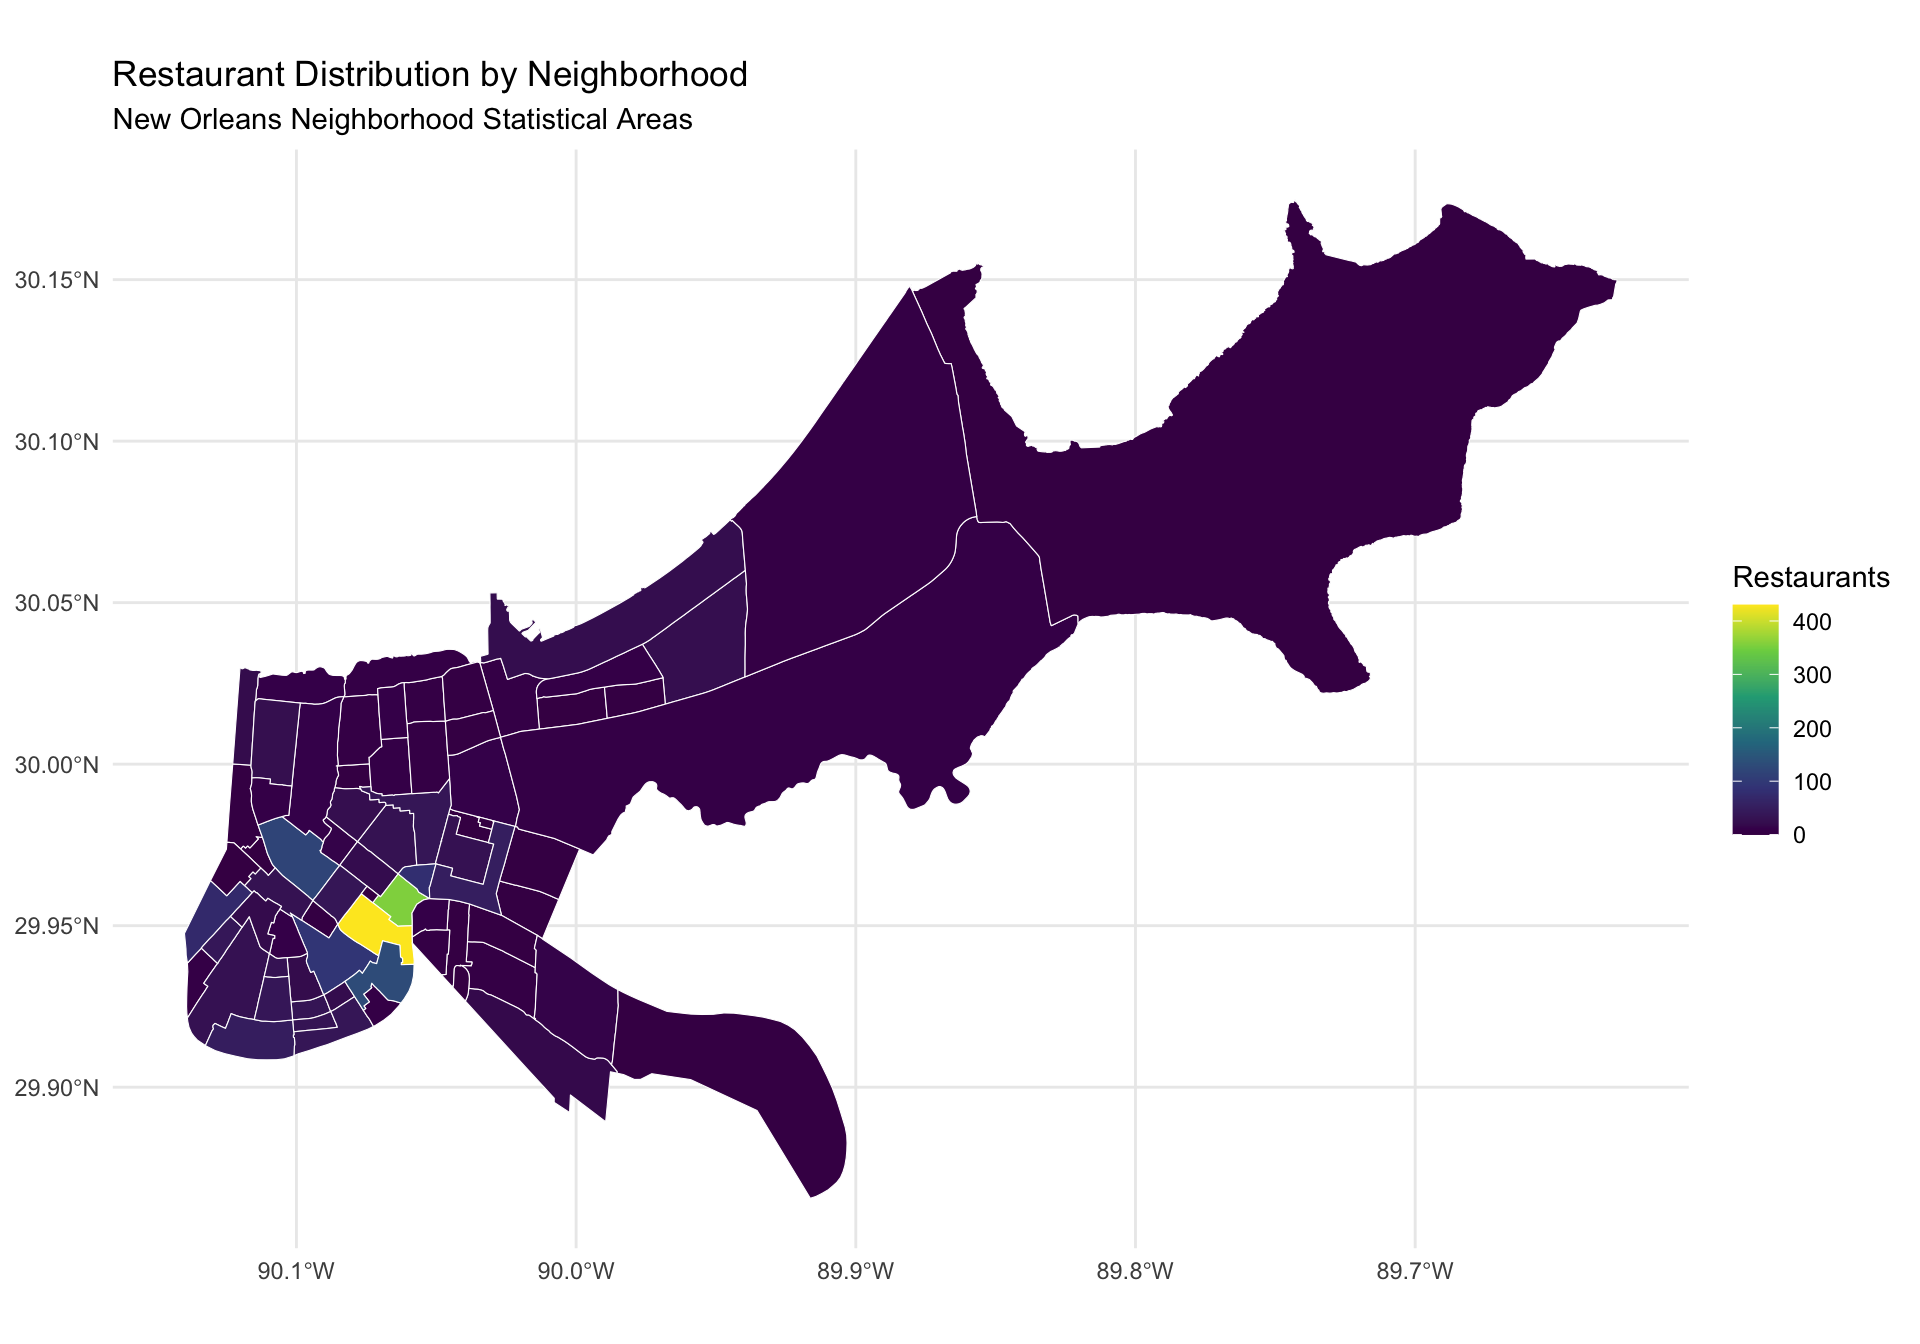 Restaurant Distribution by Neighborhood
New Orleans Neighborhood Statistical Areas
30.15°N
30.10°N
30.05°N
30.00°N
29.95°N
29.90°N
90.1°W
90.0°W
89.9°W
89.8°W
89.7°W
Restaurants
400
300
200
100
0